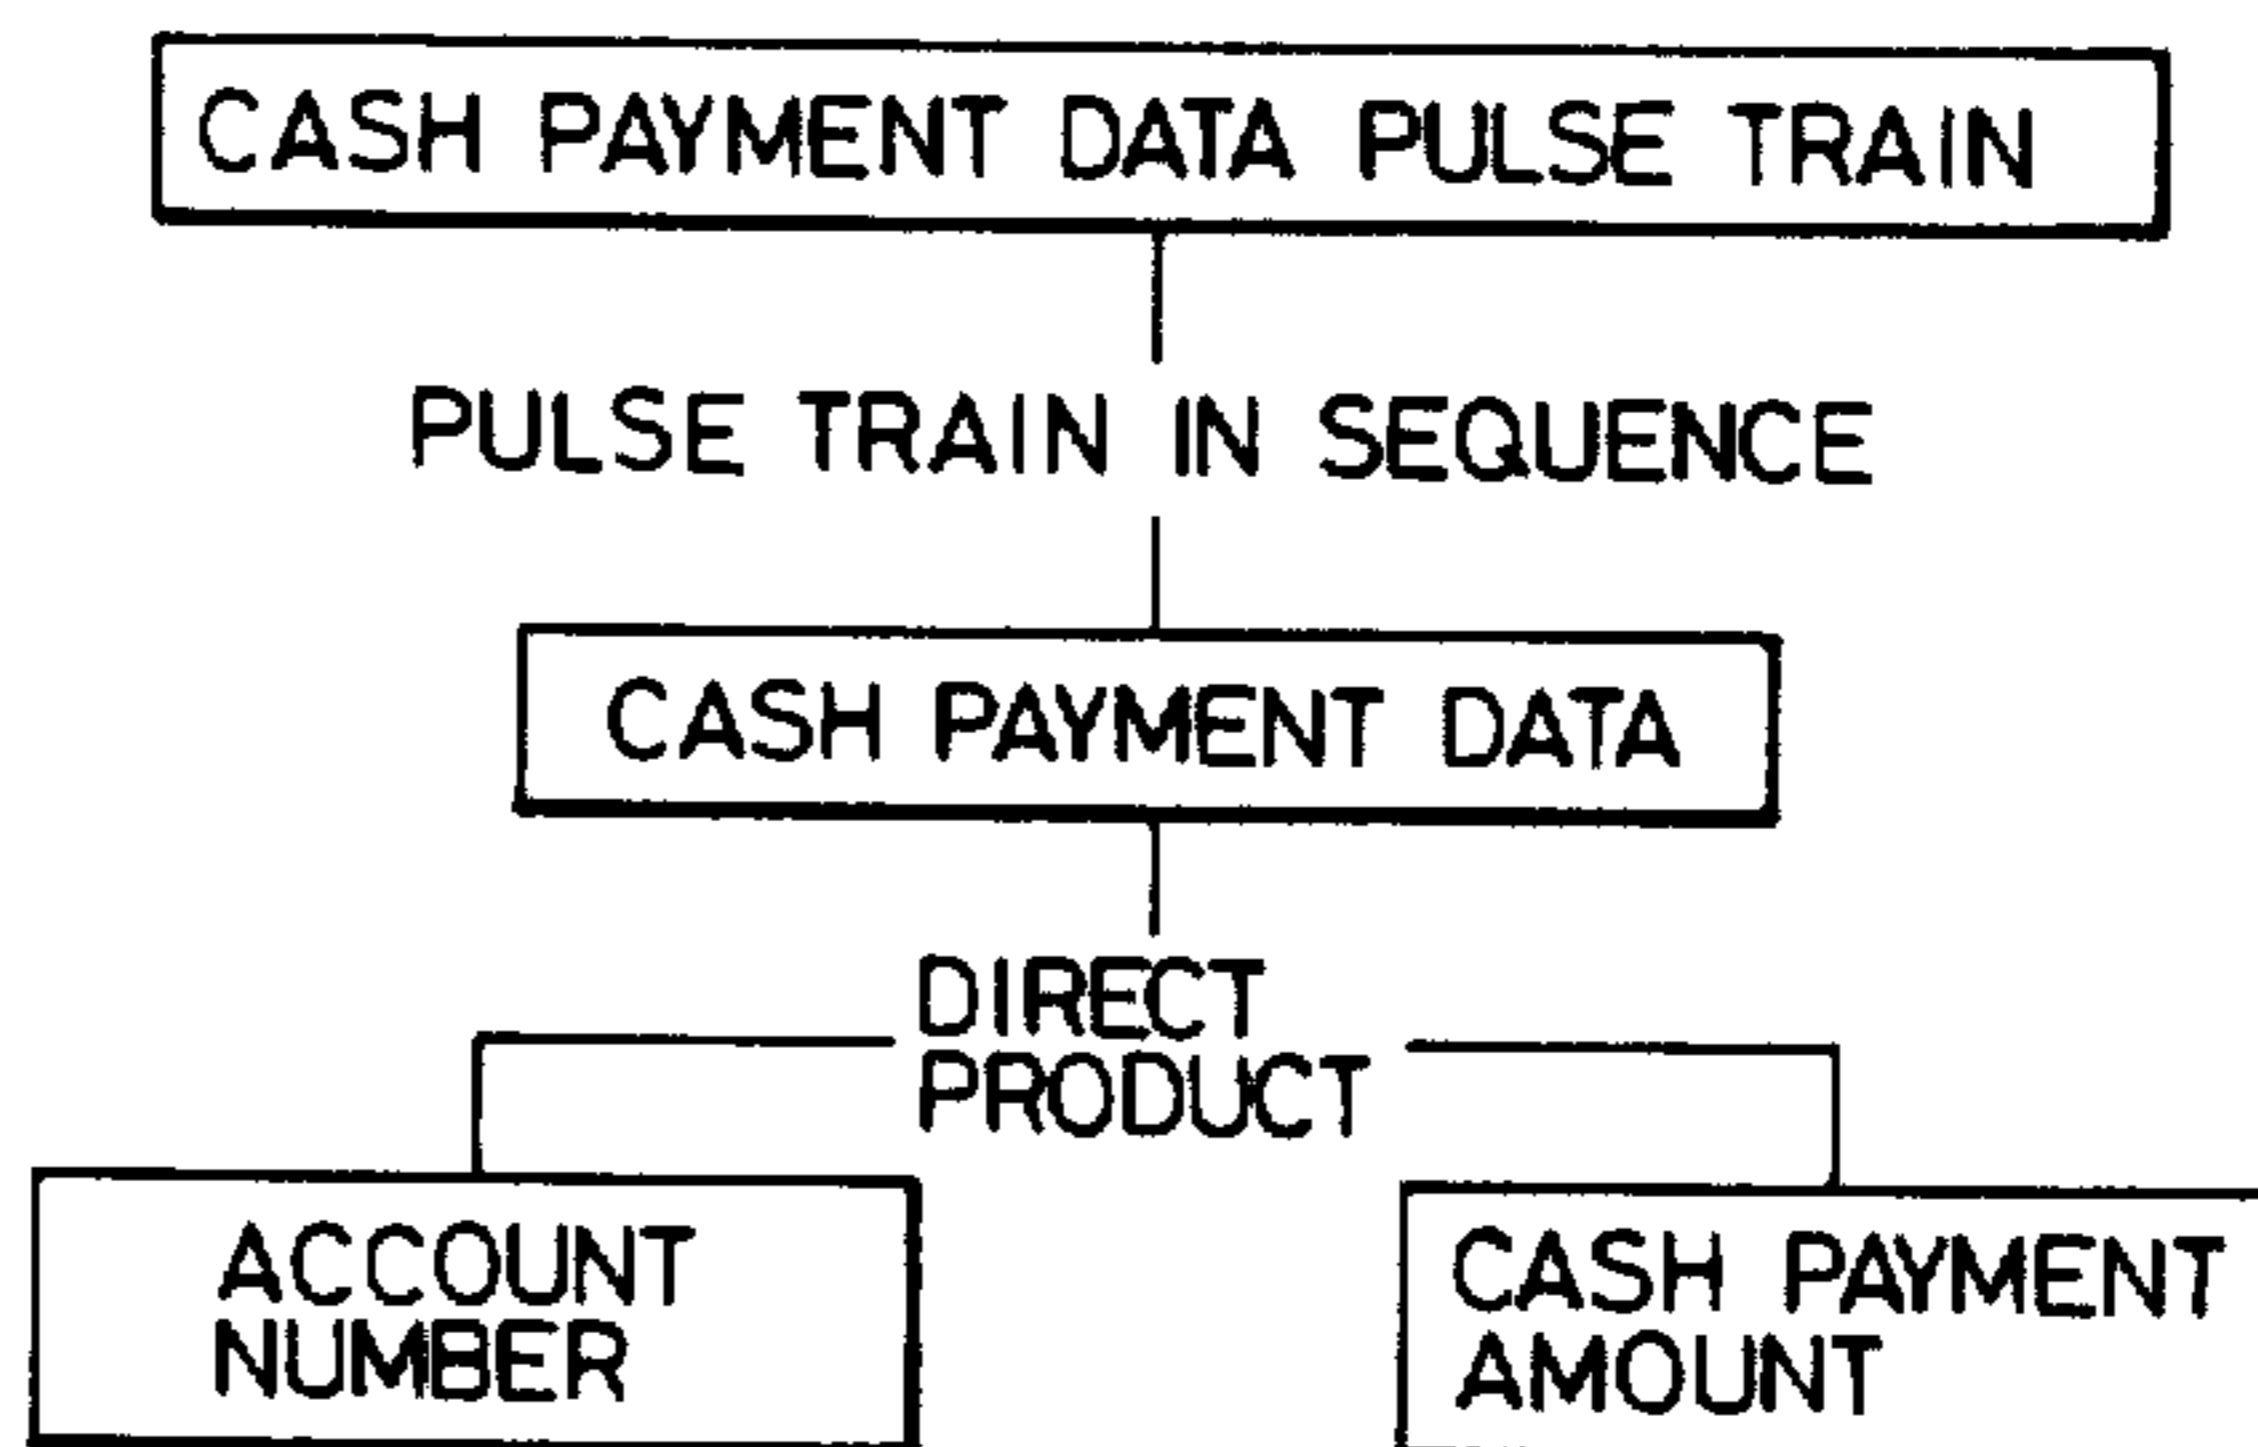 CASH PAYMENT DATA PULSE TRAIN
PULSE TRAIN IN SEQUENCE
CASH PAYMENT DATA
DIRECT
PRODUCT
ACCOUNT
NUMBER
CASH PAYMENT
AMOUNT